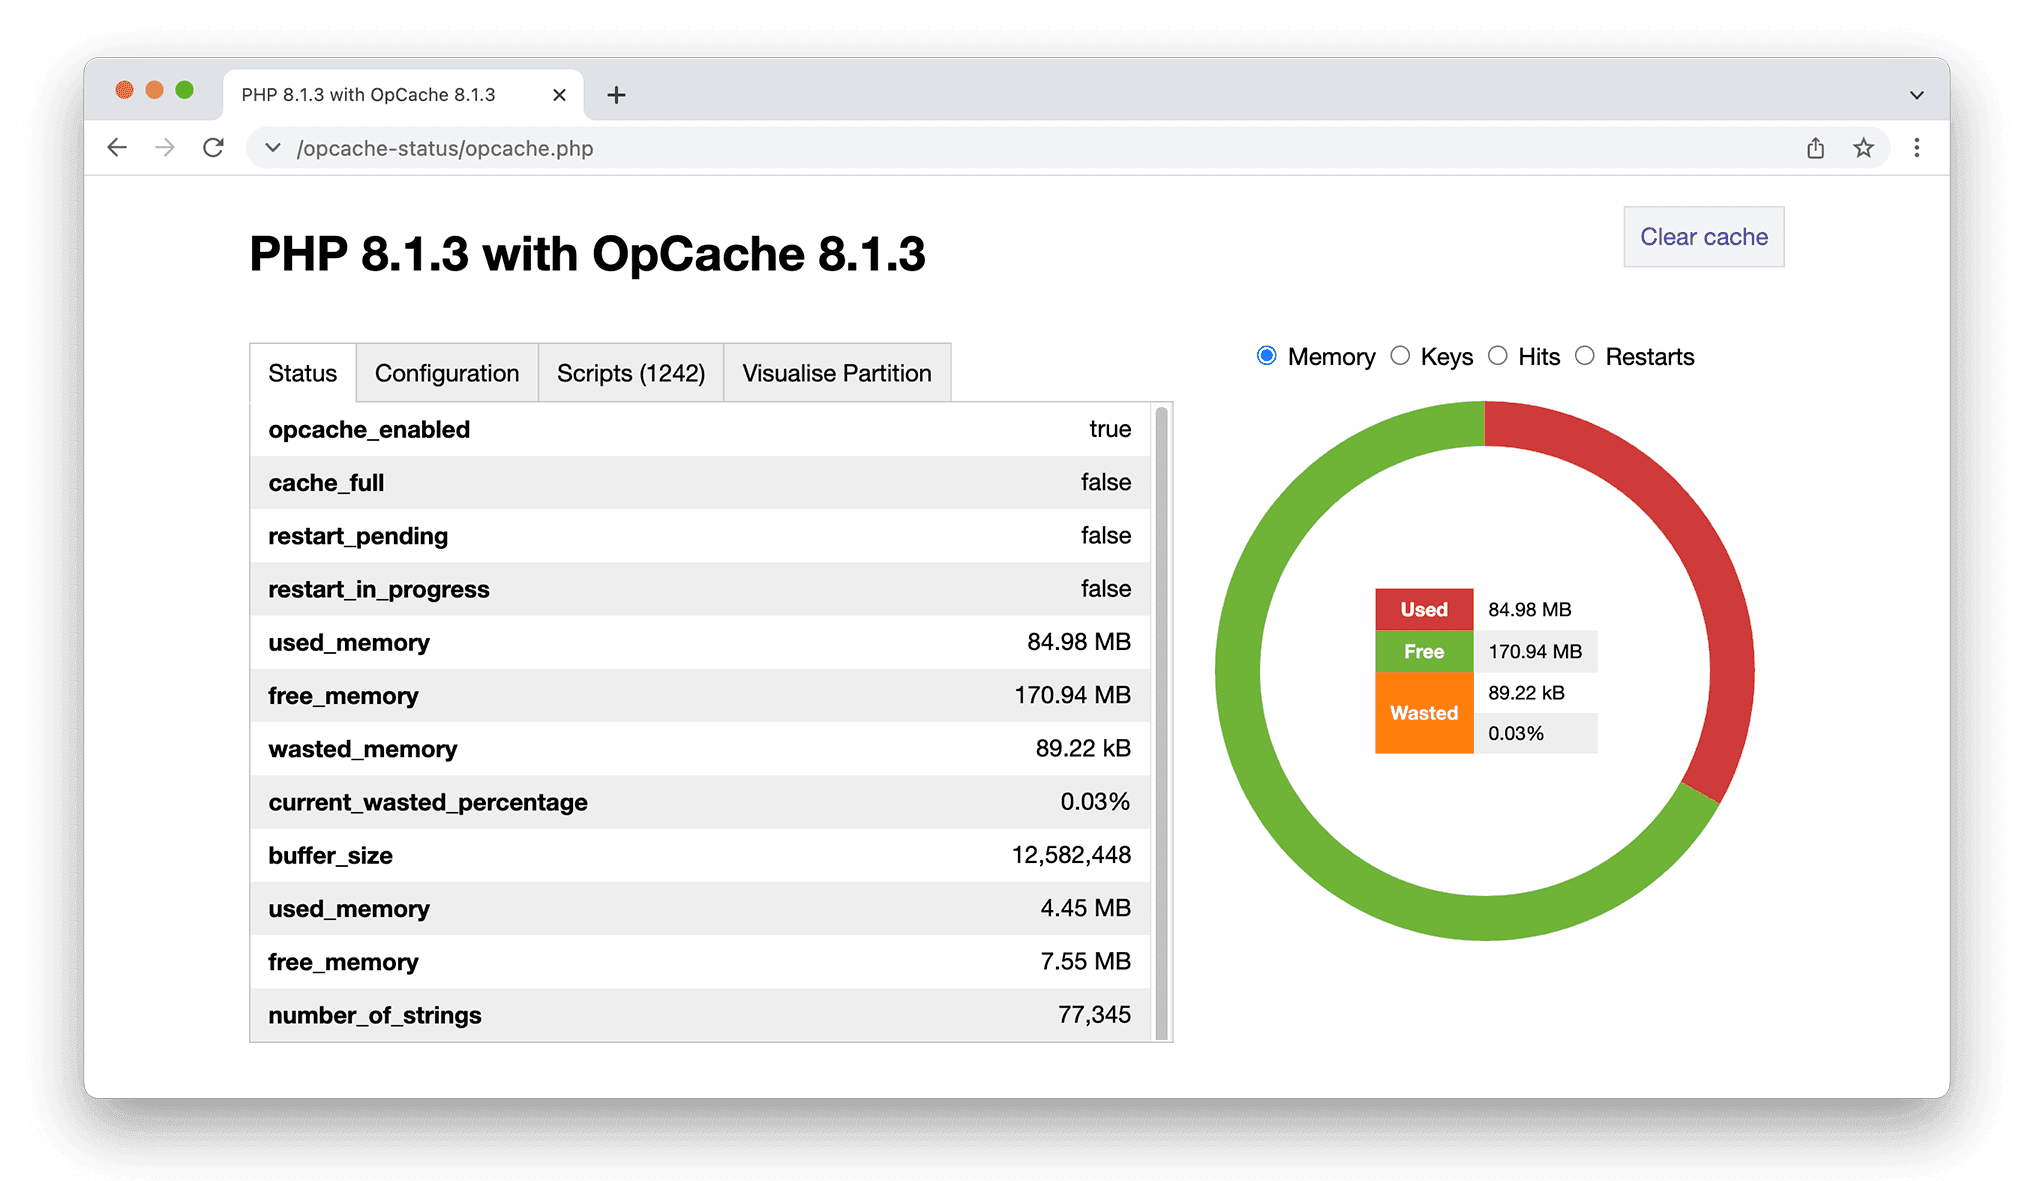 PHP 8.1.3 with OpCache 8.1.3
/opcache-status/opcache.php
PHP 8.1.3 with OpCache 8.1.3
Clear cache
Status Configuration Scripts (1242) Visualise Partition
Memory Keys Hits Restarts
opcache_enabled true
cache_full false
restart_pending false
restart_in_progress false
used_memory 84.98 MB
free_memory 170.94 MB
wasted_memory 89.22 kB
current_wasted_percentage 0.03%
buffer_size 12,582,448
used_memory 4.45 MB
free_memory 7.55 MB
number_of_strings 77,345
Used 84.98 MB
Free 170.94 MB
Wasted 89.22 kB
0.03%